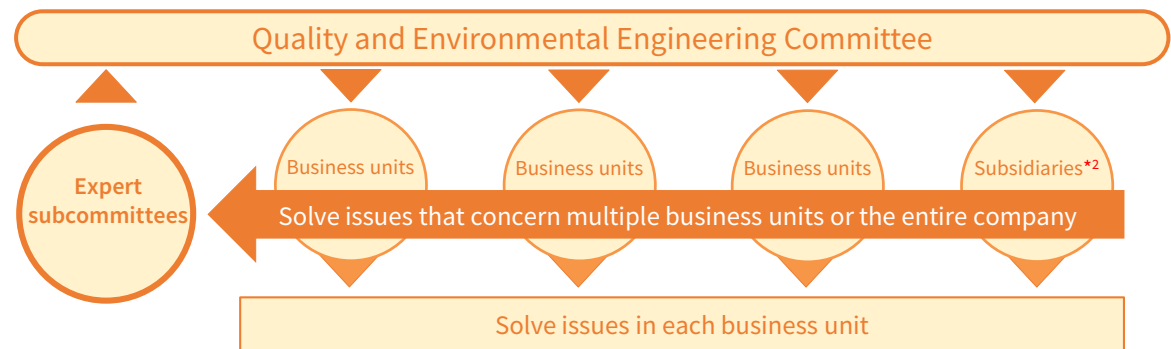 Quality and Environmental Engineering Committee
Expert
subcommittees
Business units
Business units
Business units
Subsidiaries*2
Solve issues that concern multiple business units or the entire company
Solve issues in each business unit